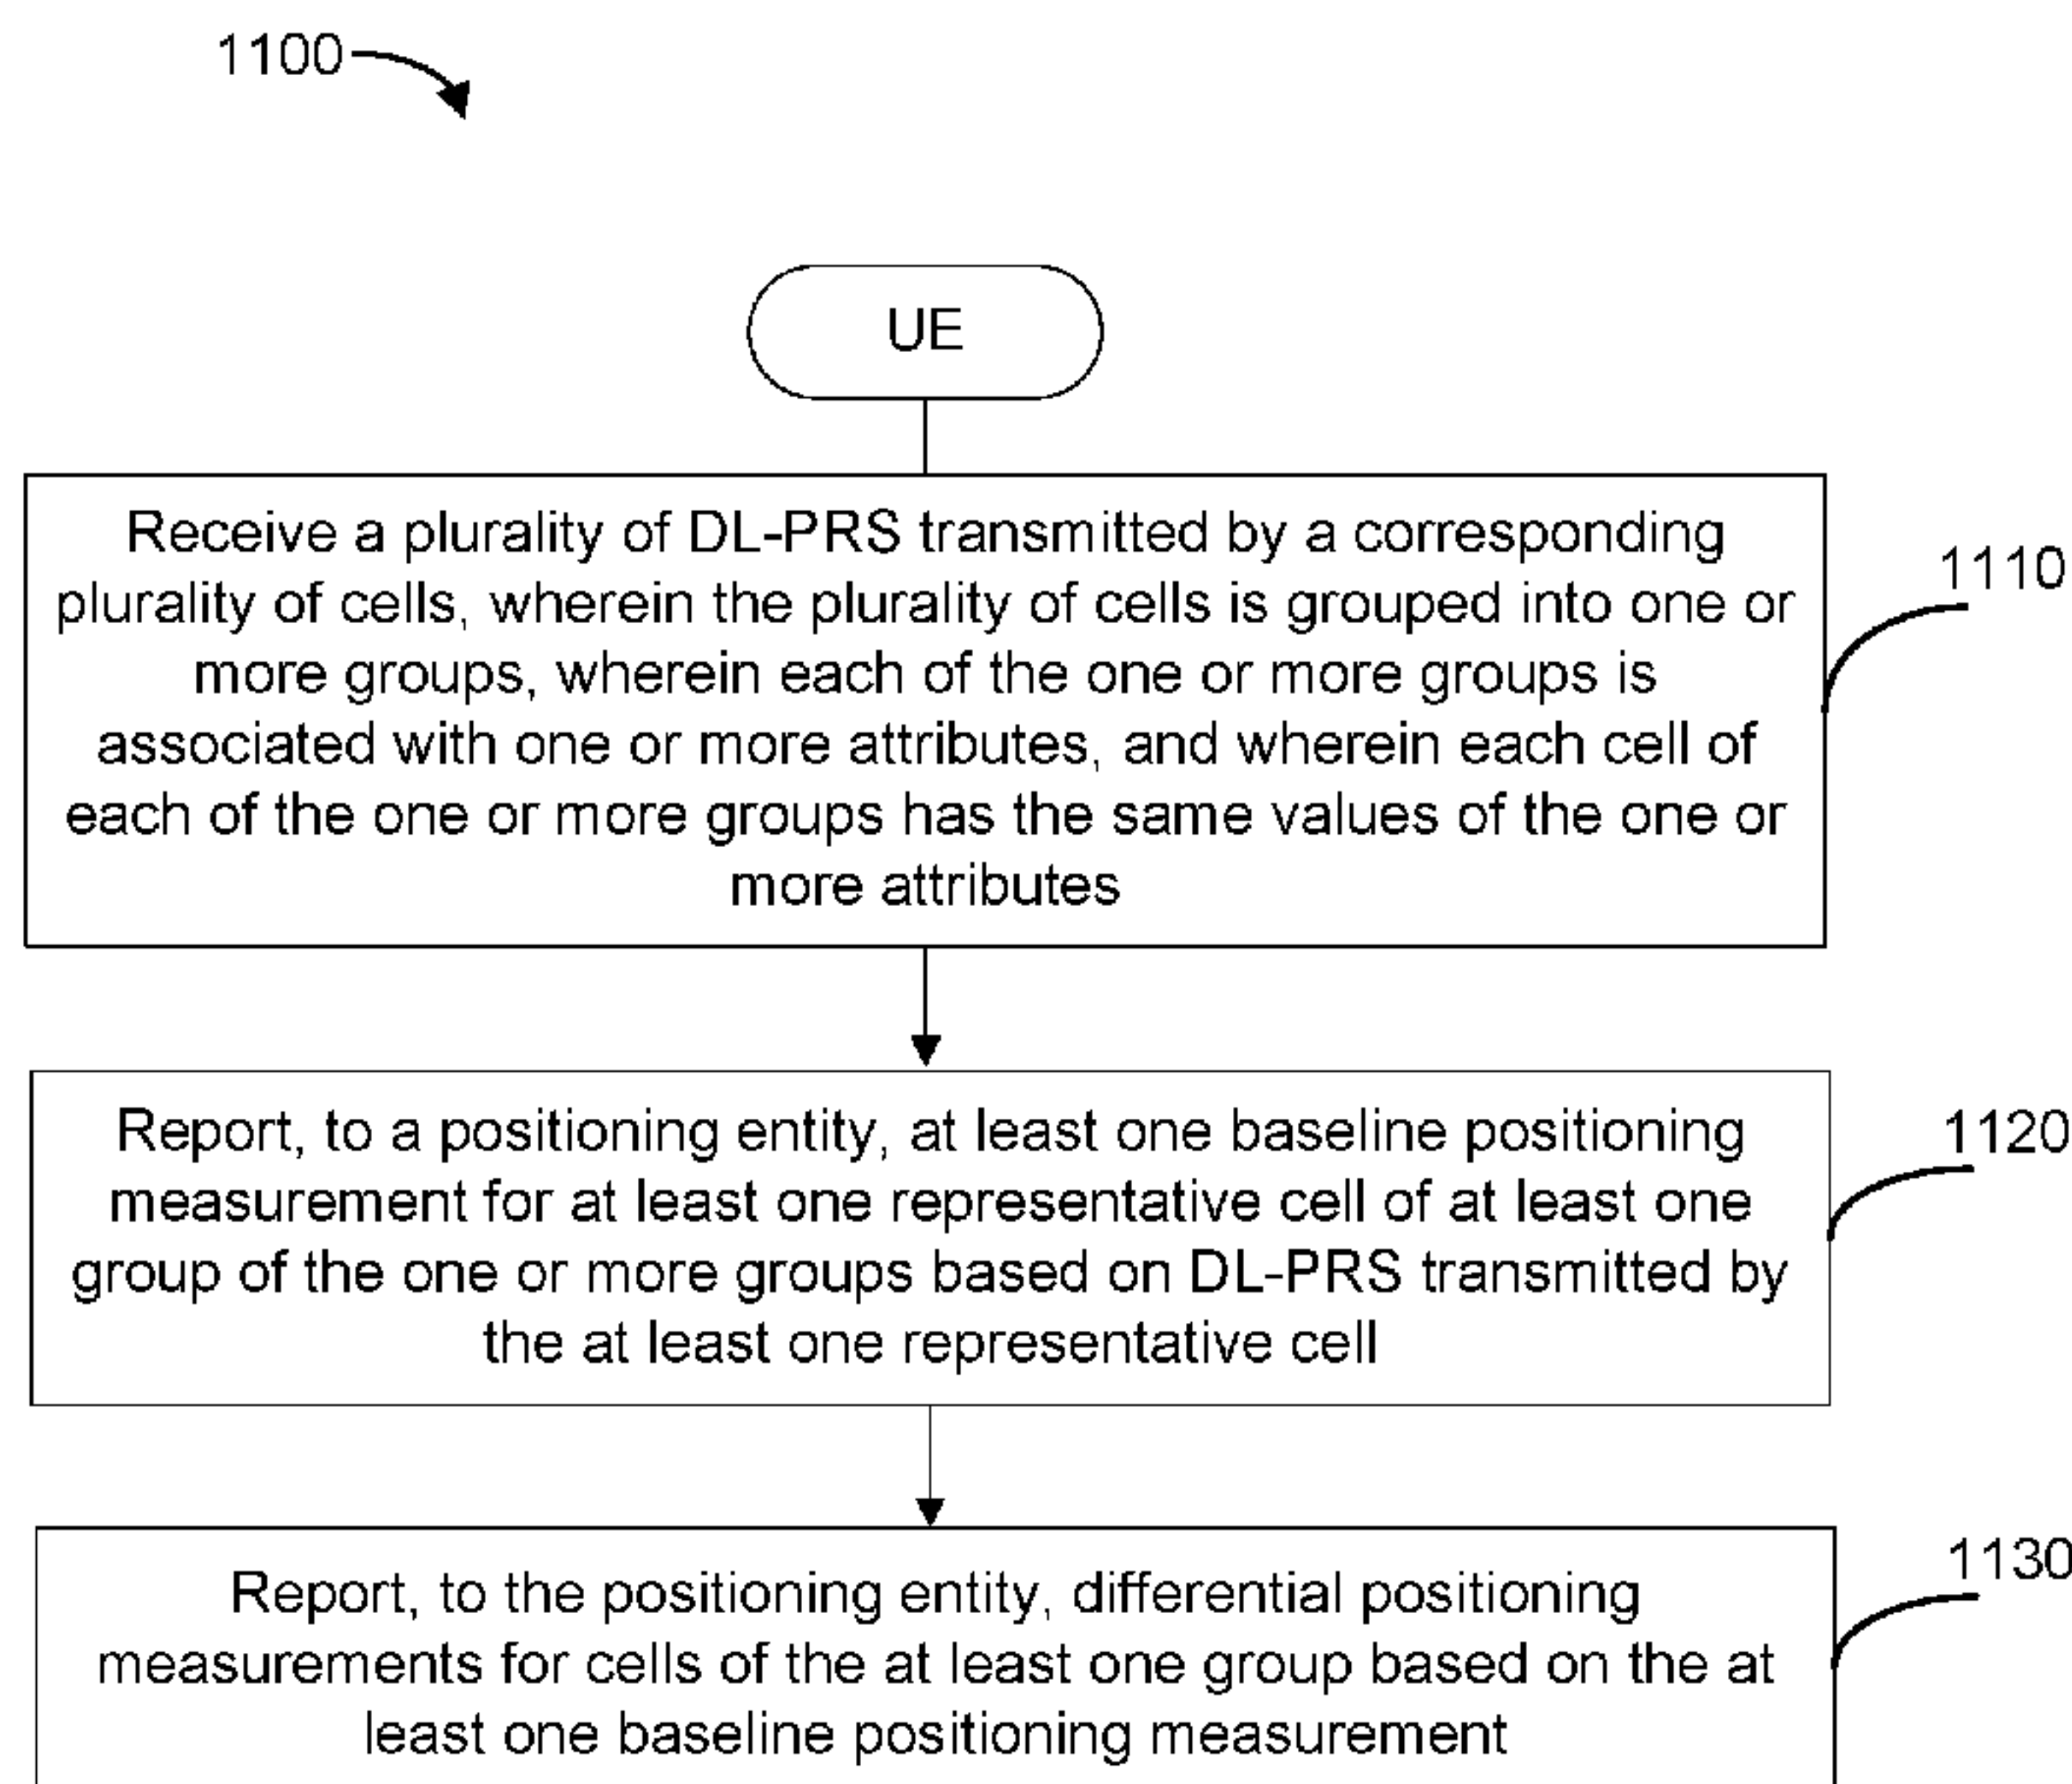 1100
UE
Receive a plurality of DL-PRS transmitted by a corresponding
plurality of cells, wherein the plurality of cells is grouped into one or
more groups, wherein each of the one or more groups is
associated with one or more attributes, and wherein each cell of
each of the one or more groups has the same values of the one or
more attributes
1110
Report, to a positioning entity, at least one baseline positioning
measurement for at least one representative cell of at least one
group of the one or more groups based on DL-PRS transmitted by
the at least one representative cell
1120
Report, to the positioning entity, differential positioning
measurements for cells of the at least one group based on the at
least one baseline positioning measurement
1130